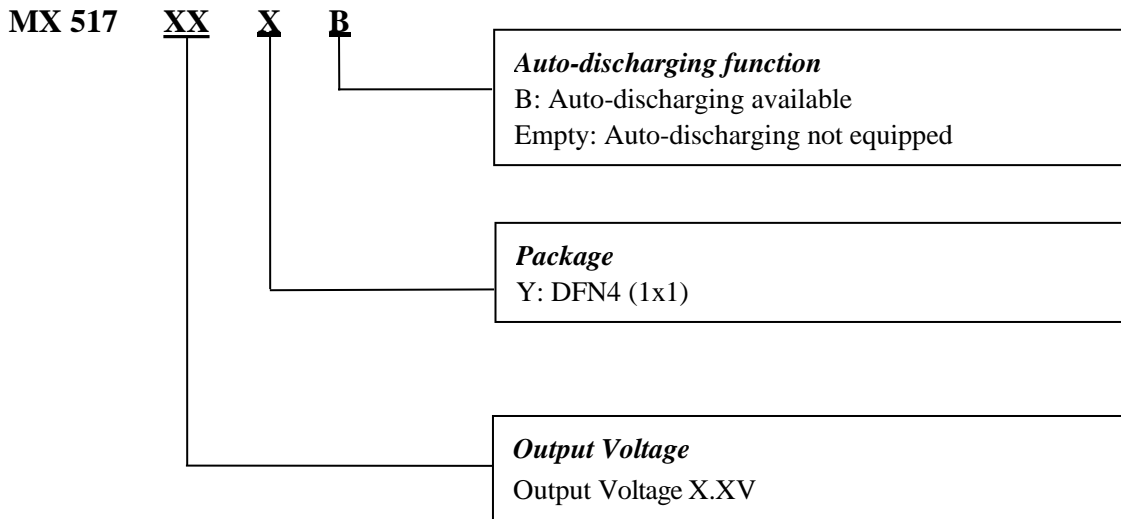 MX 517 XX X B
Auto-discharging function
B: Auto-discharging available
Empty: Auto-discharging not equipped
Package
Y: DFN4 (1x1)
Output Voltage
Output Voltage X.XV